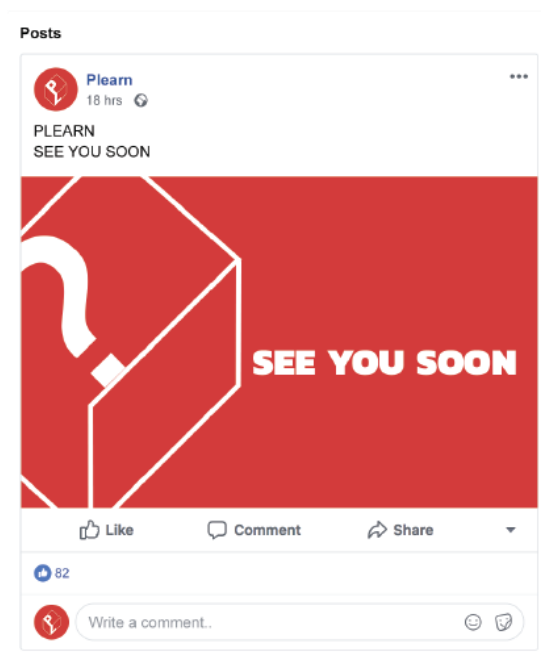 Posts
Plearn
18 hrs
PLEARN
SEE YOU SOON
SEE YOU SOON
Like Comment Share
82
Write a comment..